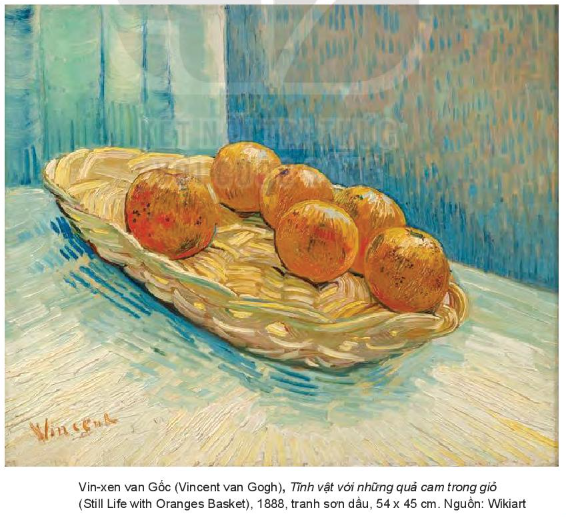 Vincent
Vin-xen van Gốc (Vincent van Gogh), Tĩnh vật với những quả cam trong giỏ
(Still Life with Oranges Basket), 1888, tranh sơn dầu, 54 x 45 cm. Nguồn: Wikiart